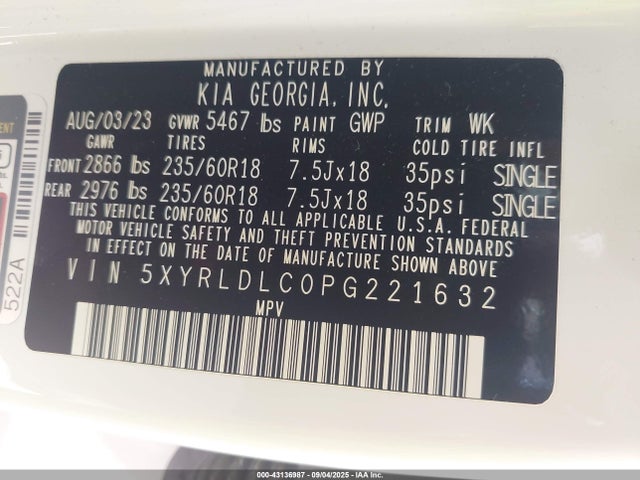 MANUFACTURED BY
KIA GEORGIA, INC.
AUG/03/23 GVWR 5467 lbs PAINT GWP TRIM WK
GAWR TIRES RIMS COLD TIRE INFL
FRONT 2866 lbs 235/60R18 7.5Jx18 35psi SINGLE
REAR 2976 lbs 235/60R18 7.5Jx18 35psi SINGLE
THIS VEHICLE CONFORMS TO ALL APPLICABLE U.S.A. FEDERAL
MOTOR VEHICLE SAFETY AND THEFT PREVENTION STANDARDS
IN EFFECT ON THE DATE OF MANUFACTURE SHOWN ABOVE
VIN 5XYRLDLC0PG221632
MPV
522A
000-43136987 - 09/04/2025 - IAA Inc.